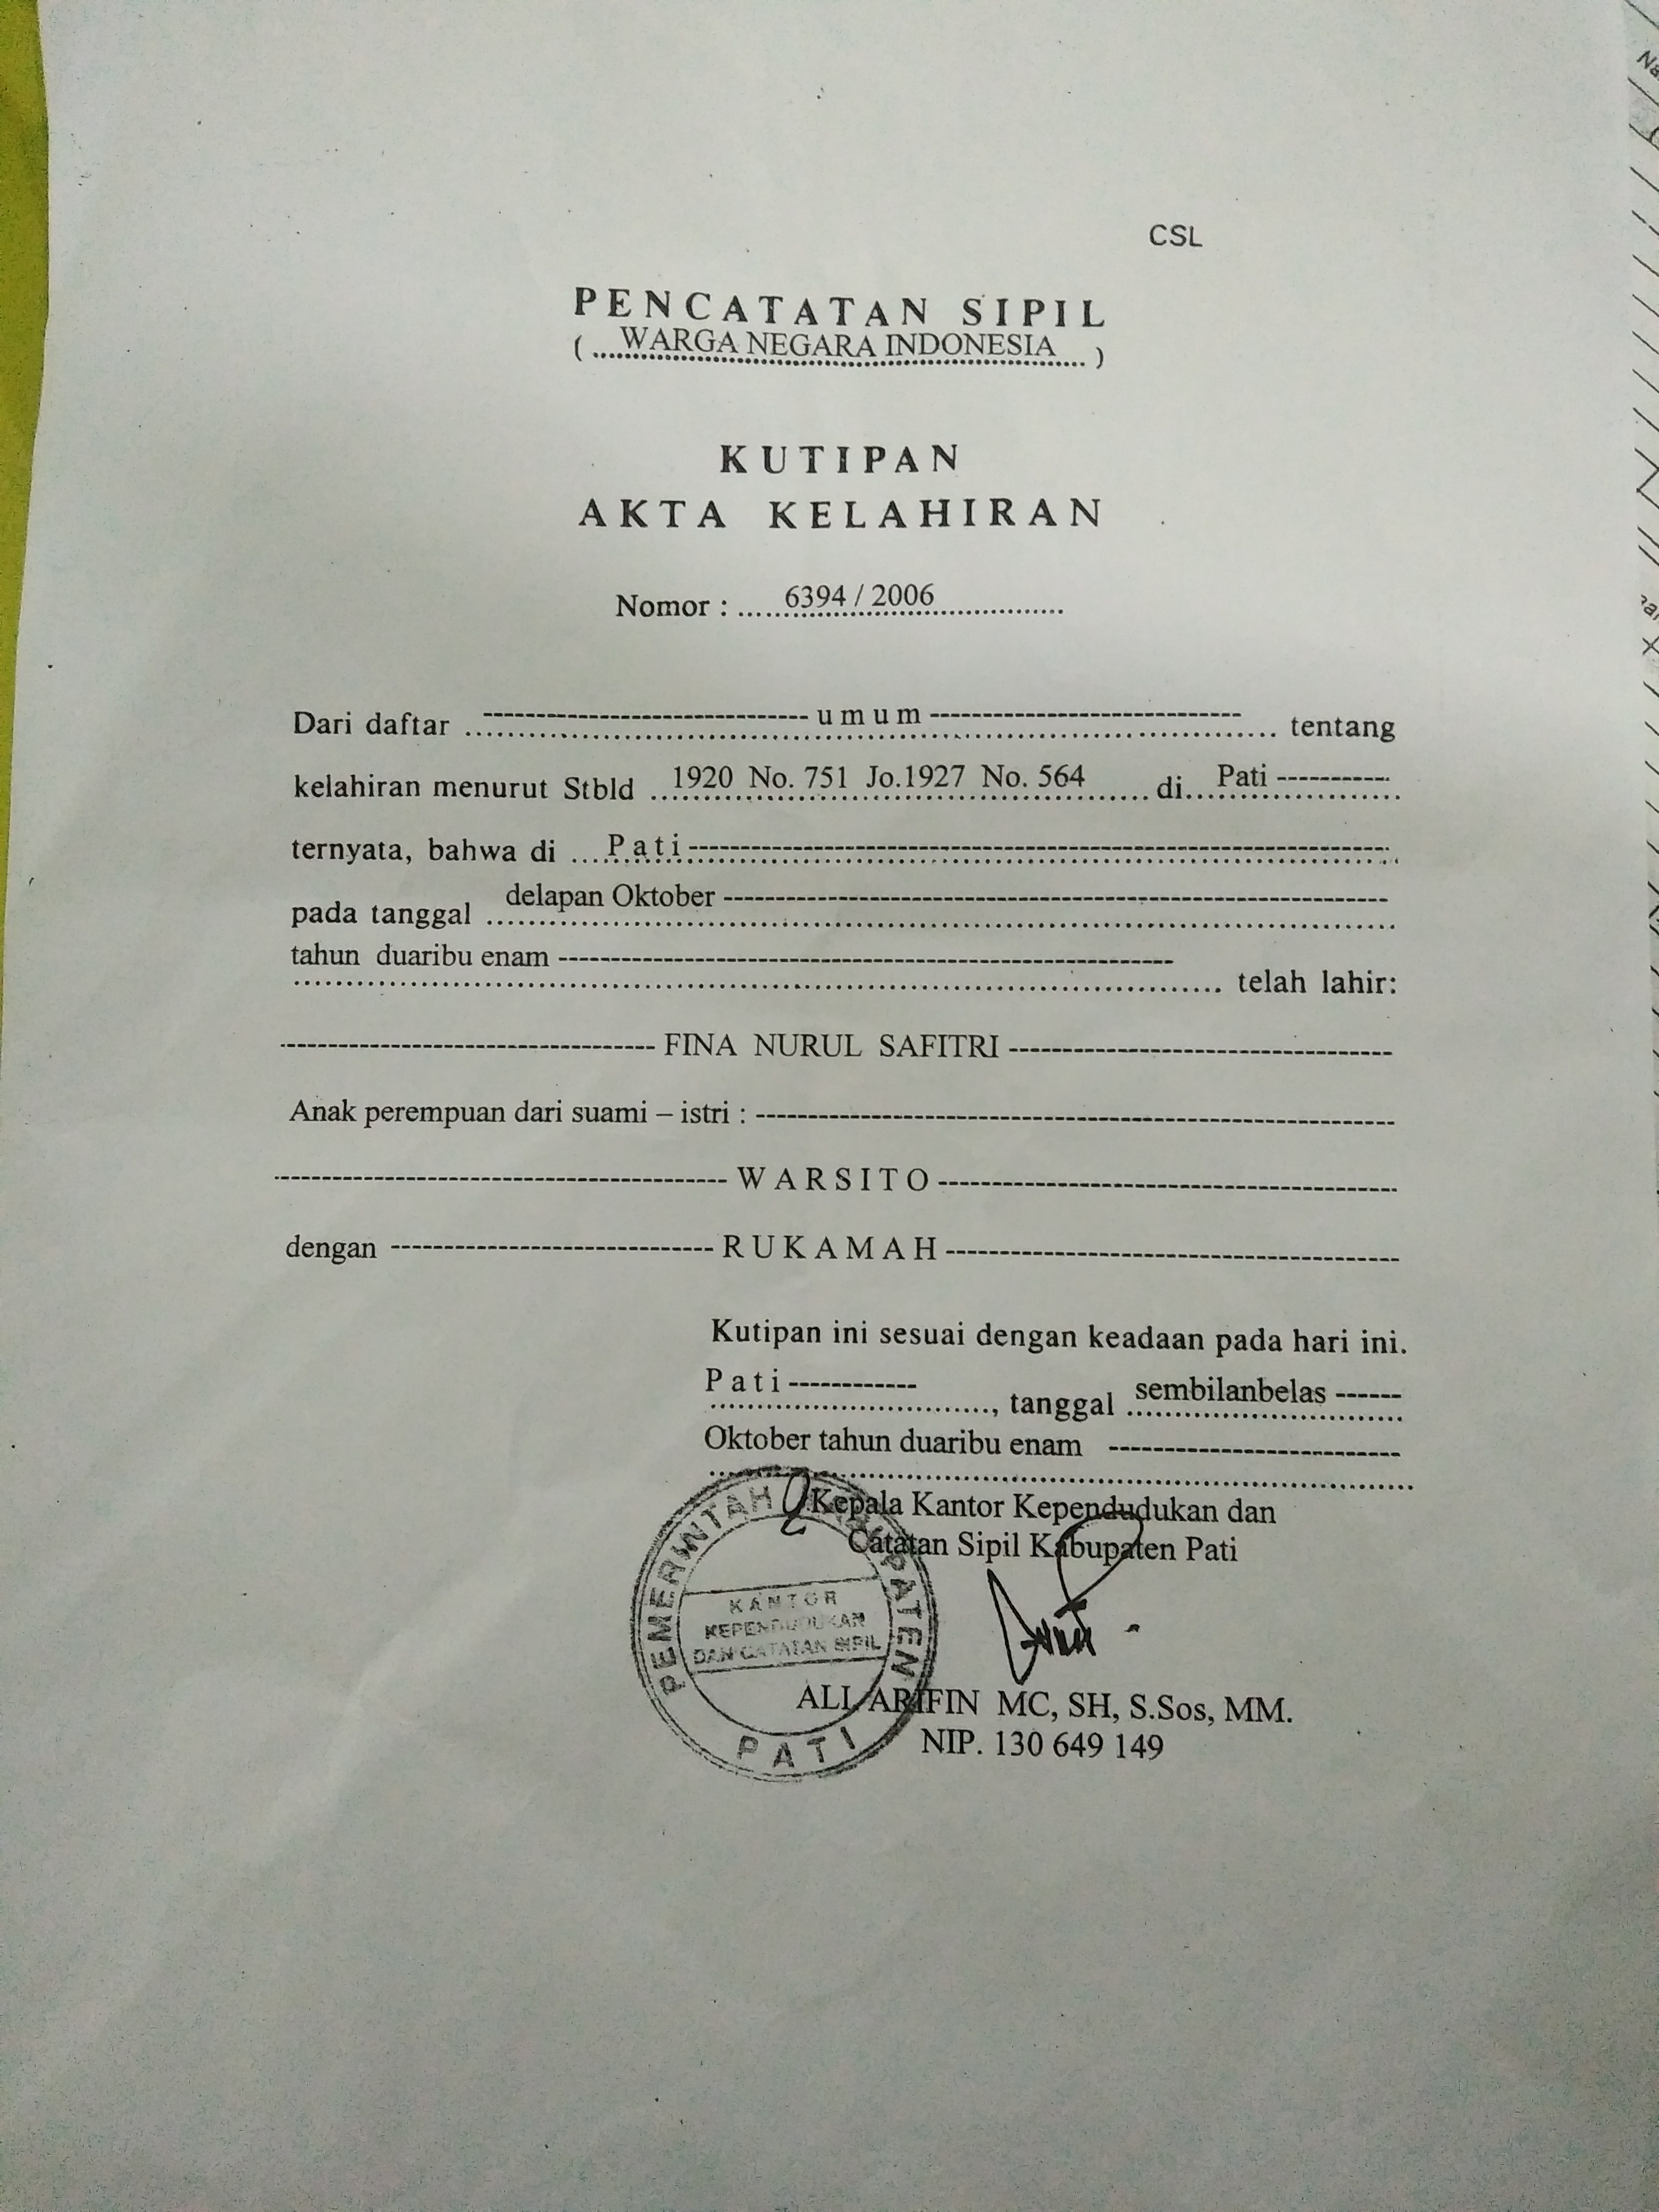 CSL
PENCATATAN SIPIL
( WARGA NEGARA INDONESIA )
KUTIPAN
AKTA KELAHIRAN
Nomor : 6394 / 2006
Dari daftar umum tentang
kelahiran menurut Stbld 1920 No. 751 Jo.1927 No. 564 di Pati
ternyata, bahwa di Pati
pada tanggal delapan Oktober
tahun duaribu enam telah lahir:
FINA NURUL SAFITRI
Anak perempuan dari suami – istri :
WARSITO
dengan RUKAMAH
Kutipan ini sesuai dengan keadaan pada hari ini.
Pati, tanggal sembilanbelas
Oktober tahun duaribu enam
Kepala Kantor Kependudukan dan
Catatan Sipil Kabupaten Pati
PEMERINTAH KABUPATEN
KANTOR
KEPENDUDUKAN
DAN CATATAN SIPIL
PATI
ALI ARIFIN MC, SH, S.Sos, MM.
NIP. 130 649 149